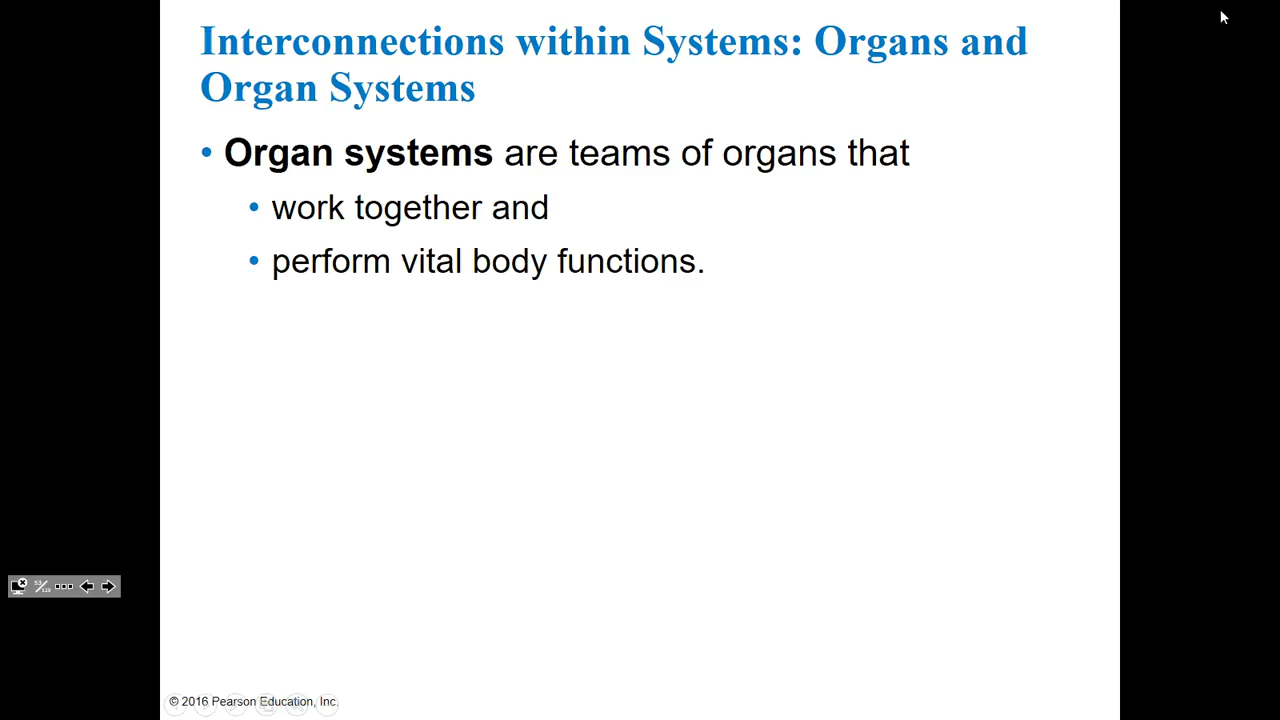 Interconnections within Systems: Organs and
Organ Systems
• Organ systems are teams of organs that
• work together and
• perform vital body functions.
© 2016 Pearson Education, Inc.